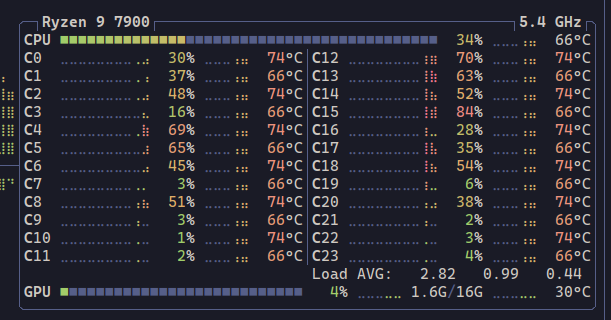 Ryzen 9 7900 5.4 GHz
CPU 34% 66°C
C0 30% 74°C C12 70% 74°C
C1 37% 66°C C13 63% 66°C
C2 48% 74°C C14 52% 74°C
C3 16% 66°C C15 84% 66°C
C4 69% 74°C C16 28% 74°C
C5 65% 66°C C17 35% 66°C
C6 45% 74°C C18 54% 74°C
C7 3% 66°C C19 6% 66°C
C8 51% 74°C C20 38% 74°C
C9 3% 66°C C21 2% 66°C
C10 1% 74°C C22 3% 74°C
C11 2% 66°C C23 4% 66°C
Load AVG: 2.82 0.99 0.44
GPU 4% 1.6G/16G 30°C